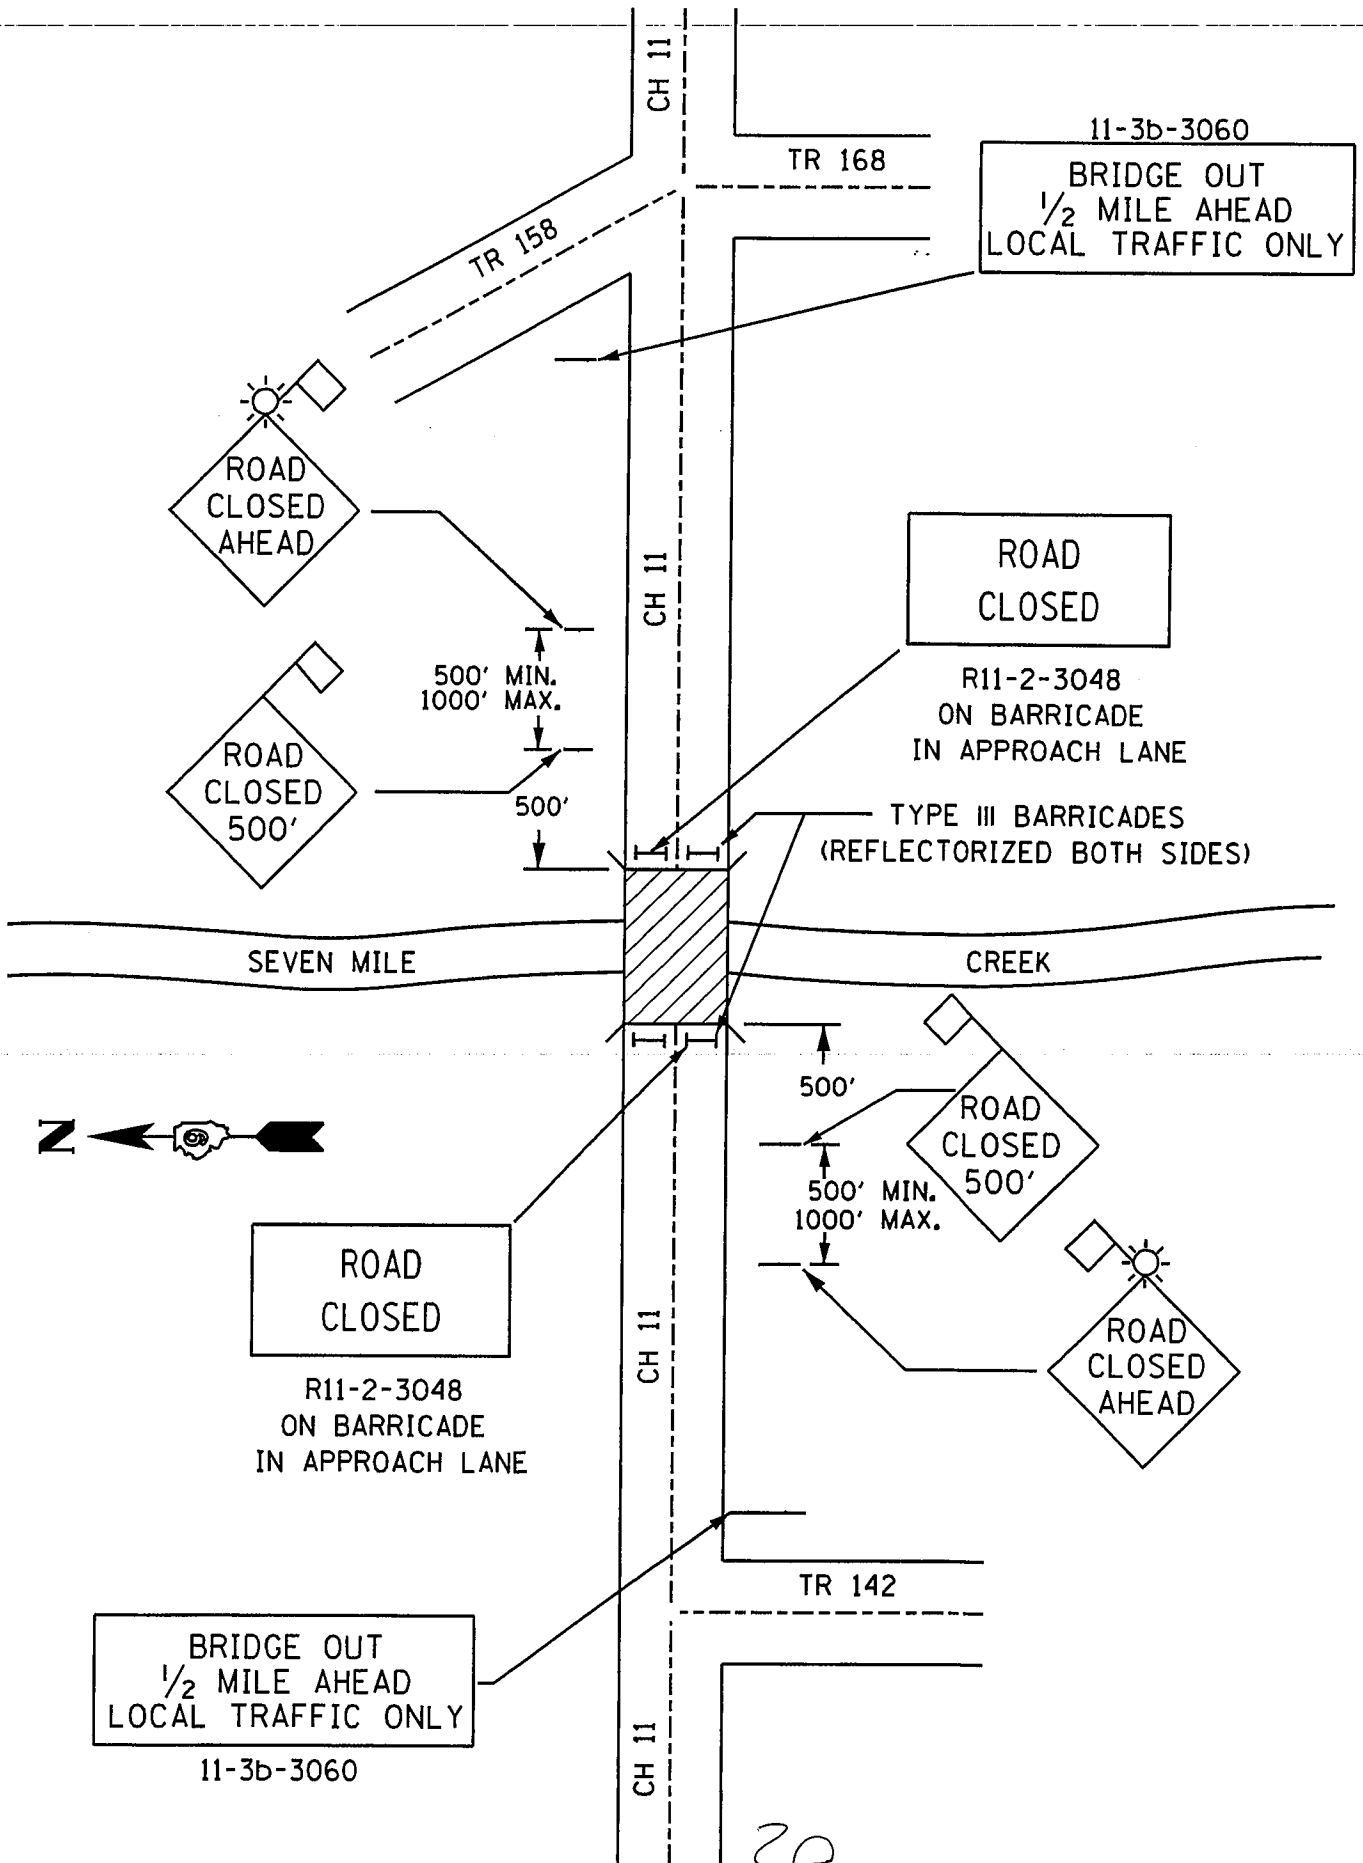 CH 11
11-3b-3060
TR 168
BRIDGE OUT
1/2 MILE AHEAD
LOCAL TRAFFIC ONLY
TR 158
ROAD
CLOSED
AHEAD
ROAD
CLOSED
CH 11
500' MIN.
1000' MAX.
R11-2-3048
ON BARRICADE
IN APPROACH LANE
ROAD
CLOSED
500'
500'
TYPE III BARRICADES
(REFLECTORIZED BOTH SIDES)
SEVEN MILE CREEK
500'
ROAD
CLOSED
500'
N
9
500' MIN.
1000' MAX.
ROAD
CLOSED
R11-2-3048
ON BARRICADE
IN APPROACH LANE
CH 11
ROAD
CLOSED
AHEAD
TR 142
BRIDGE OUT
1/2 MILE AHEAD
LOCAL TRAFFIC ONLY
11-3b-3060
CH 11
20